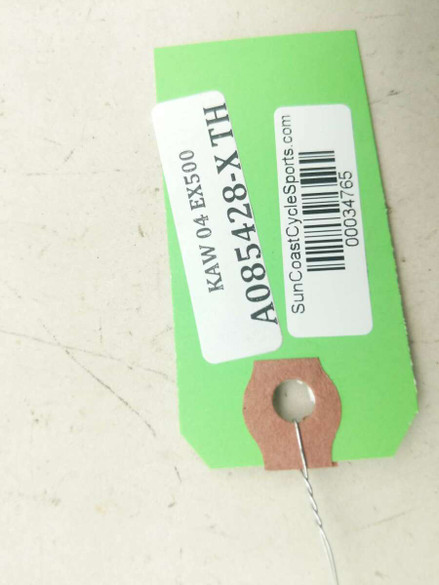 KAW 04 EX500
A085428-X TH
SunCoastCycleSports.com
00034765